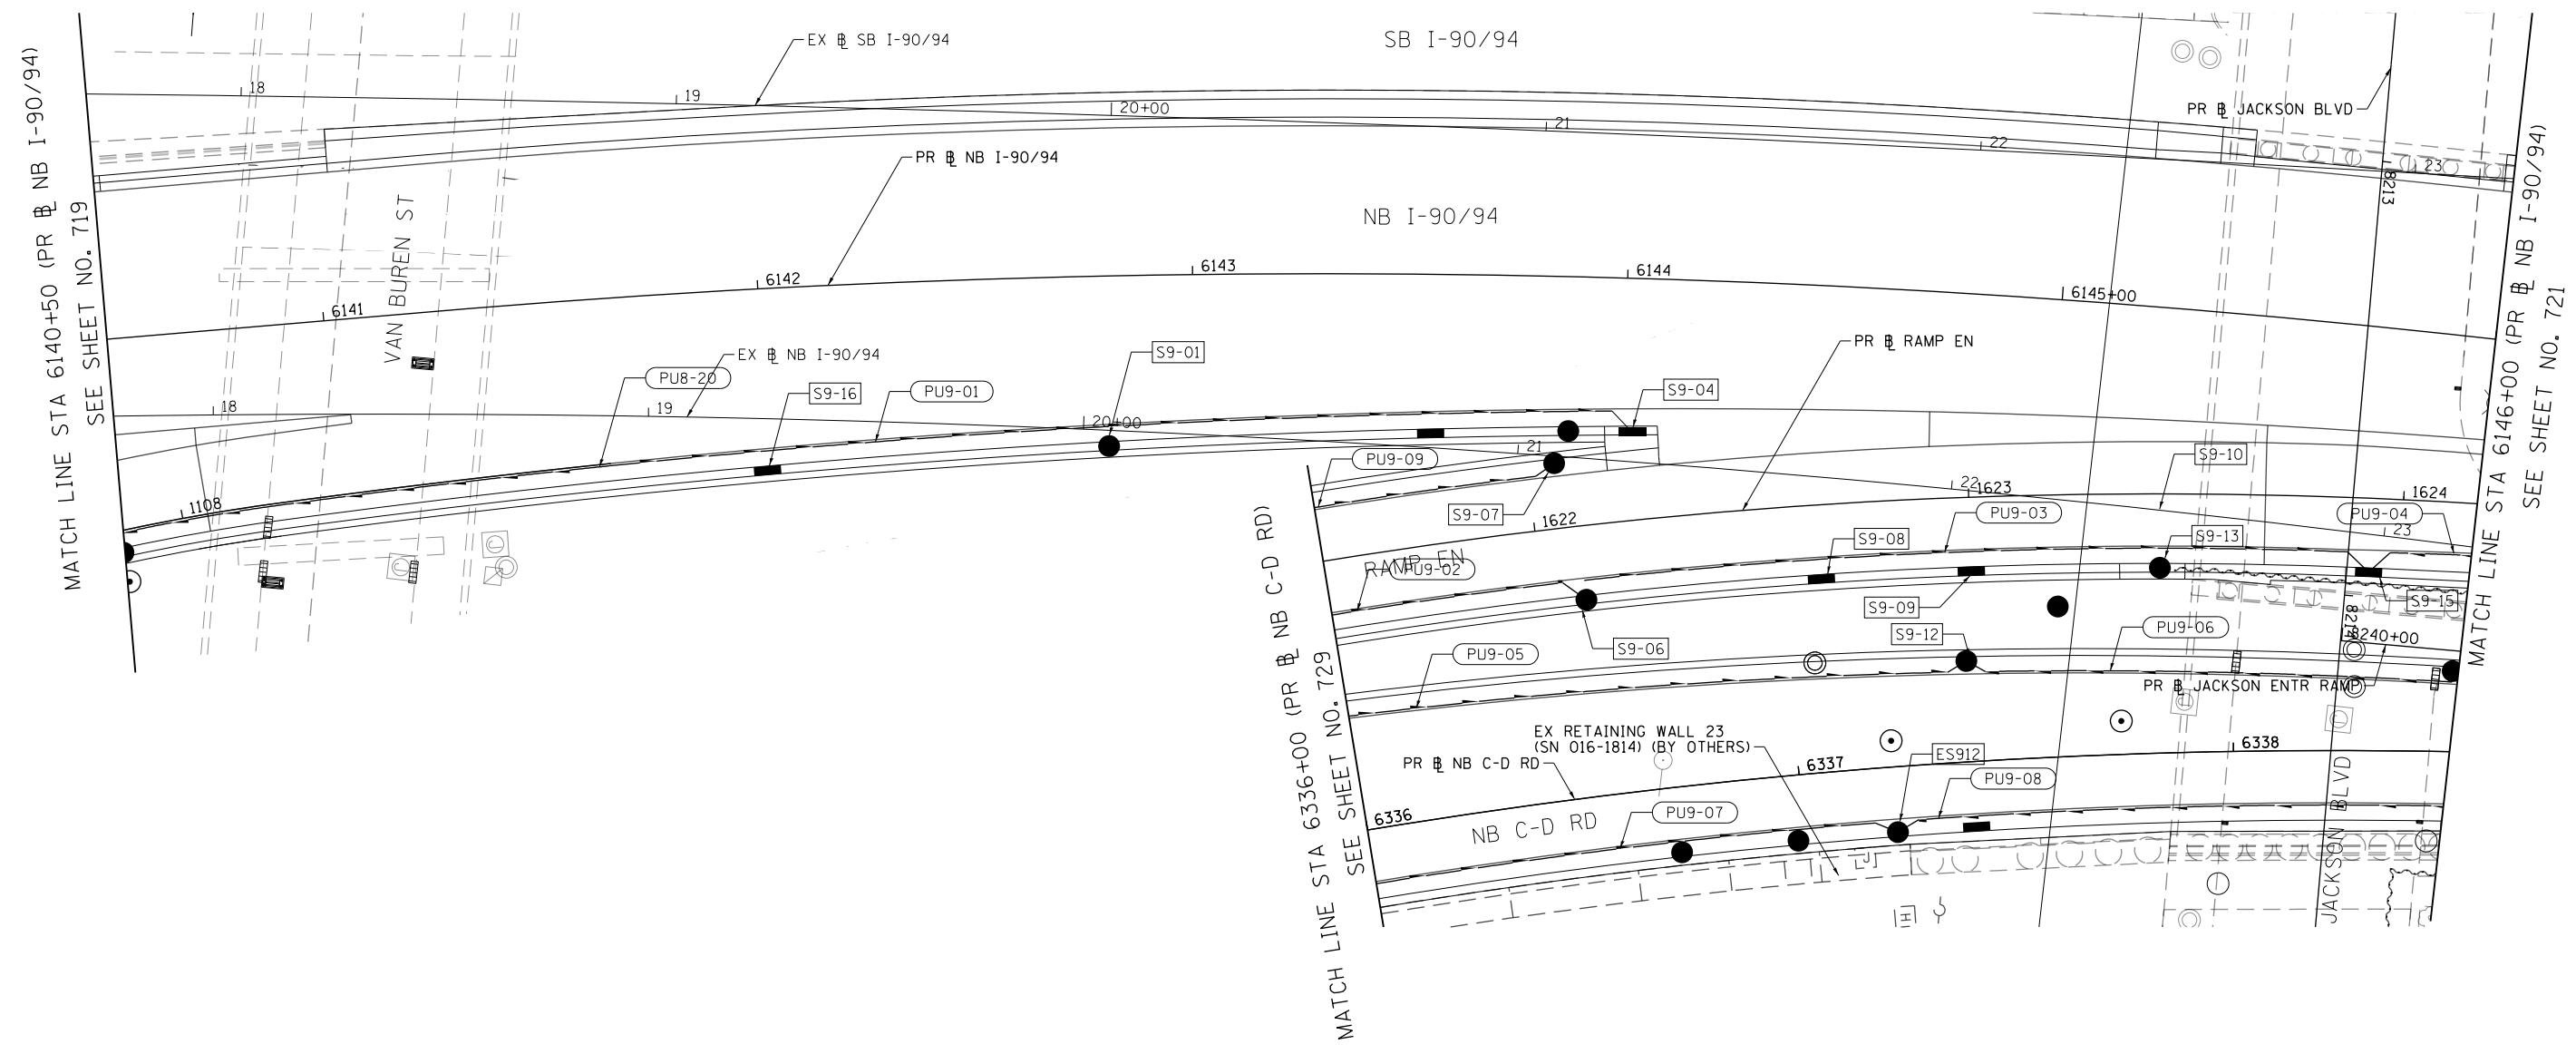 SB I-90/94
EX ⅊ SB I-90/94
18
19
20+00
21
22
23
PR ⅊ JACKSON BLVD
8213
PR ⅊ NB I-90/94
NB I-90/94
VAN BUREN ST
6141
6142
6143
6144
6145+00
MATCH LINE STA 6140+50 (PR ⅊ NB I-90/94)
SEE SHEET NO. 719
MATCH LINE STA 6146+00 (PR ⅊ NB I-90/94)
SEE SHEET NO. 721
EX ⅊ NB I-90/94
PR ⅊ RAMP EN
S9-01
PU8-20
S9-16
PU9-01
S9-04
18
19
20+00
21
22
23
1108
PU9-09
S9-07
S9-10
1622
1623
1624
PU9-03
PU9-04
RAMP EN
PU9-02
S9-08
S9-13
S9-09
S9-15
S9-12
S9-06
PU9-06
PU9-05
8214
8240+00
PR ⅊ JACKSON ENTR RAMP
MATCH LINE STA 6336+00 (PR ⅊ NB C-D RD)
SEE SHEET NO. 729
EX RETAINING WALL 23
(SN 016-1814) (BY OTHERS)
PR ⅊ NB C-D RD
ES912
6336
6337
6338
PU9-08
PU9-07
NB C-D RD
JACKSON BLVD
H